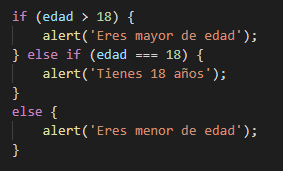 if (edad > 18) {
    alert('Eres mayor de edad');
} else if (edad === 18) {
    alert('Tienes 18 años');
}
else {
    alert('Eres menor de edad');
}